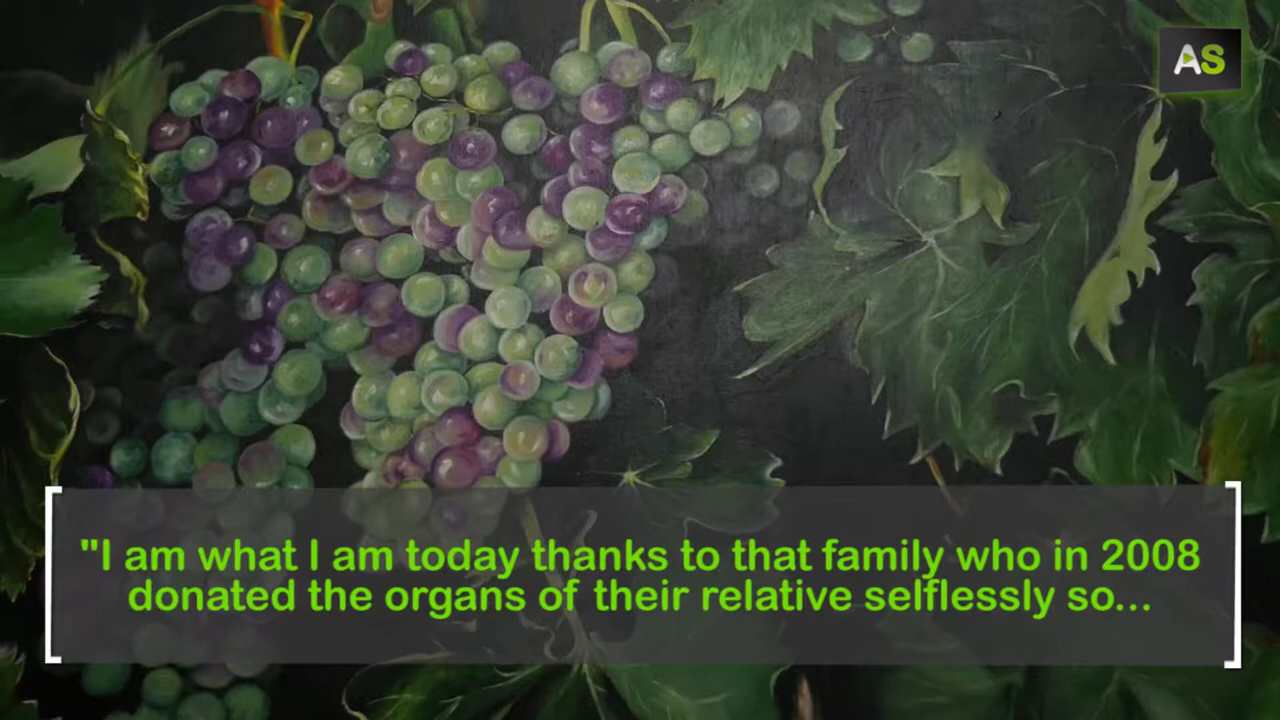 AS
"I am what I am today thanks to that family who in 2008
donated the organs of their relative selflessly so...